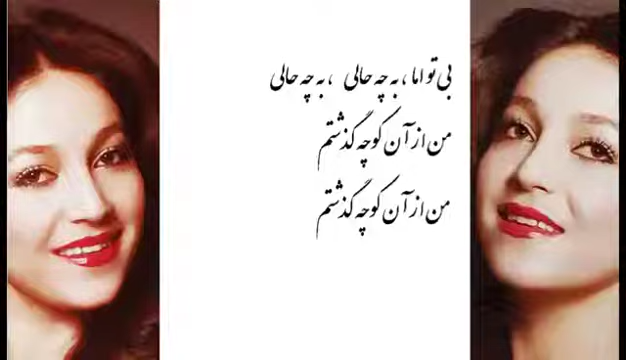 بی تو اما ، به چه حالی ، به چه حالی
من از آن کوچه گذشتم
من از آن کوچه گذشتم